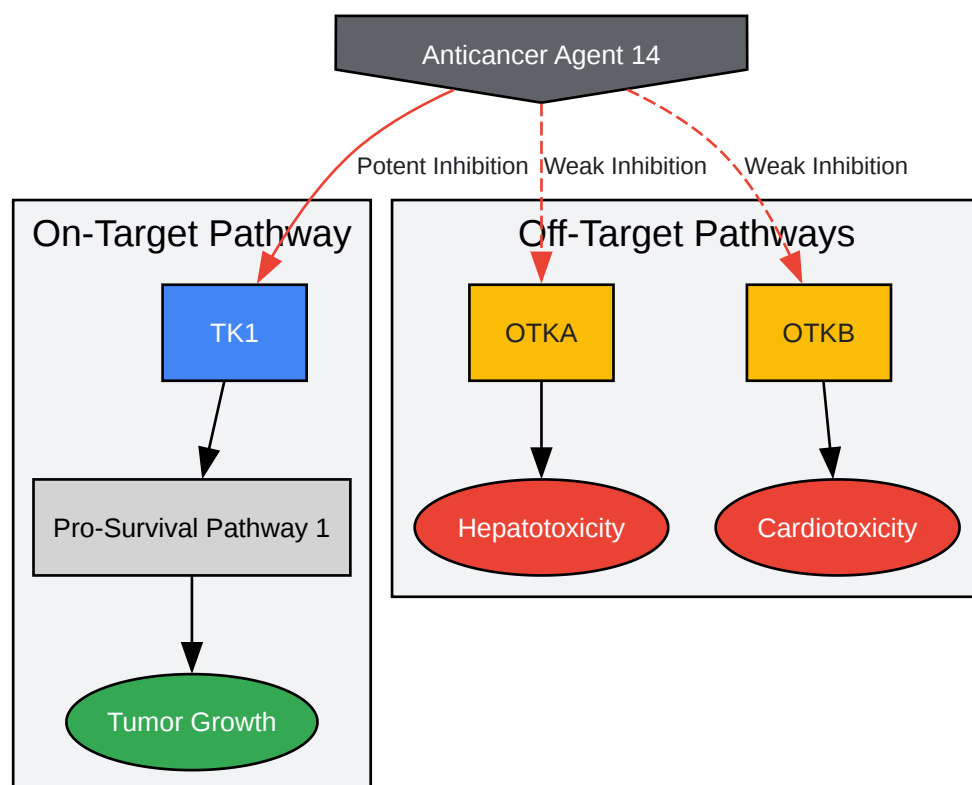 Anticancer Agent 14
Potent Inhibition
Weak Inhibition
Weak Inhibition
On-Target Pathway
Off-Target Pathways
TK1
OTKA
OTKB
Pro-Survival Pathway 1
Hepatotoxicity
Cardiotoxicity
Tumor Growth